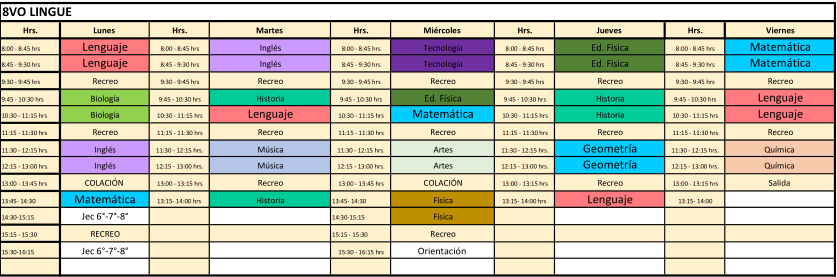 8VO LINGUE
Hrs. Lunes Hrs. Martes Hrs. Miércoles Hrs. Jueves Hrs. Viernes
8:00 - 8:45 hrs Lenguaje 8:00 - 8:45 hrs Inglés 8:00 - 8:45 hrs Tecnología 8:00 - 8:45 hrs Ed. Física 8:00 - 8:45 hrs Matemática
8:45 - 9:30 hrs Lenguaje 8:45 - 9:30 hrs Inglés 8:45 - 9:30 hrs Tecnología 8:45 - 9:30 hrs Ed. Física 8:45 - 9:30 hrs Matemática
9:30 - 9:45 hrs Recreo 9:30 - 9:45 hrs Recreo 9:30 - 9:45 hrs Recreo 9:30 - 9:45 hrs Recreo 9:30 - 9:45 hrs Recreo
9:45 - 10:30 hrs Biología 9:45 - 10:30 hrs Historia 9:45 - 10:30 hrs Ed. Física 9:45 - 10:30 hrs Historia 9:45 - 10:30 hrs Lenguaje
10:30 - 11:15 hrs Biología 10:30 - 11:15 hrs Lenguaje 10:30 - 11:15 hrs Matemática 10:30 - 11:15 hrs Historia 10:30 - 11:15 hrs Lenguaje
11:15 - 11:30 hrs Recreo 11:15 - 11:30 hrs Recreo 11:15 - 11:30 hrs Recreo 11:15 - 11:30 hrs Recreo 11:15 - 11:30 hrs Recreo
11:30 - 12:15 hrs. Inglés 11:30 - 12:15 hrs. Música 11:30 - 12:15 hrs. Artes 11:30 - 12:15 hrs. Geometría 11:30 - 12:15 hrs. Química
12:15 - 13:00 hrs. Inglés 12:15 - 13:00 hrs. Música 12:15 - 13:00 hrs. Artes 12:15 - 13:00hrs. Geometría 12:15 - 13:00 hrs. Química
13:00 - 13:45 hrs COLACIÓN 13:00 - 13:15 hrs Recreo 13:00 - 13:45 hrs COLACIÓN 13:00 - 13:15 hrs Recreo 13:00 - 13:15 hrs Salida
13:45- 14:30 Matemática 13:15- 14:00 hrs Historia 13:45- 14:30 Física 13:15- 14:00 hrs Lenguaje 13:15- 14:00
14:30-15:15 Jec 6°-7°-8° 14:30-15:15 Física
15:15 - 15:30 RECREO 15:15 - 15:30 Recreo
15:30-16:15 Jec 6°-7°-8° 15:30 - 16:15 hrs Orientación